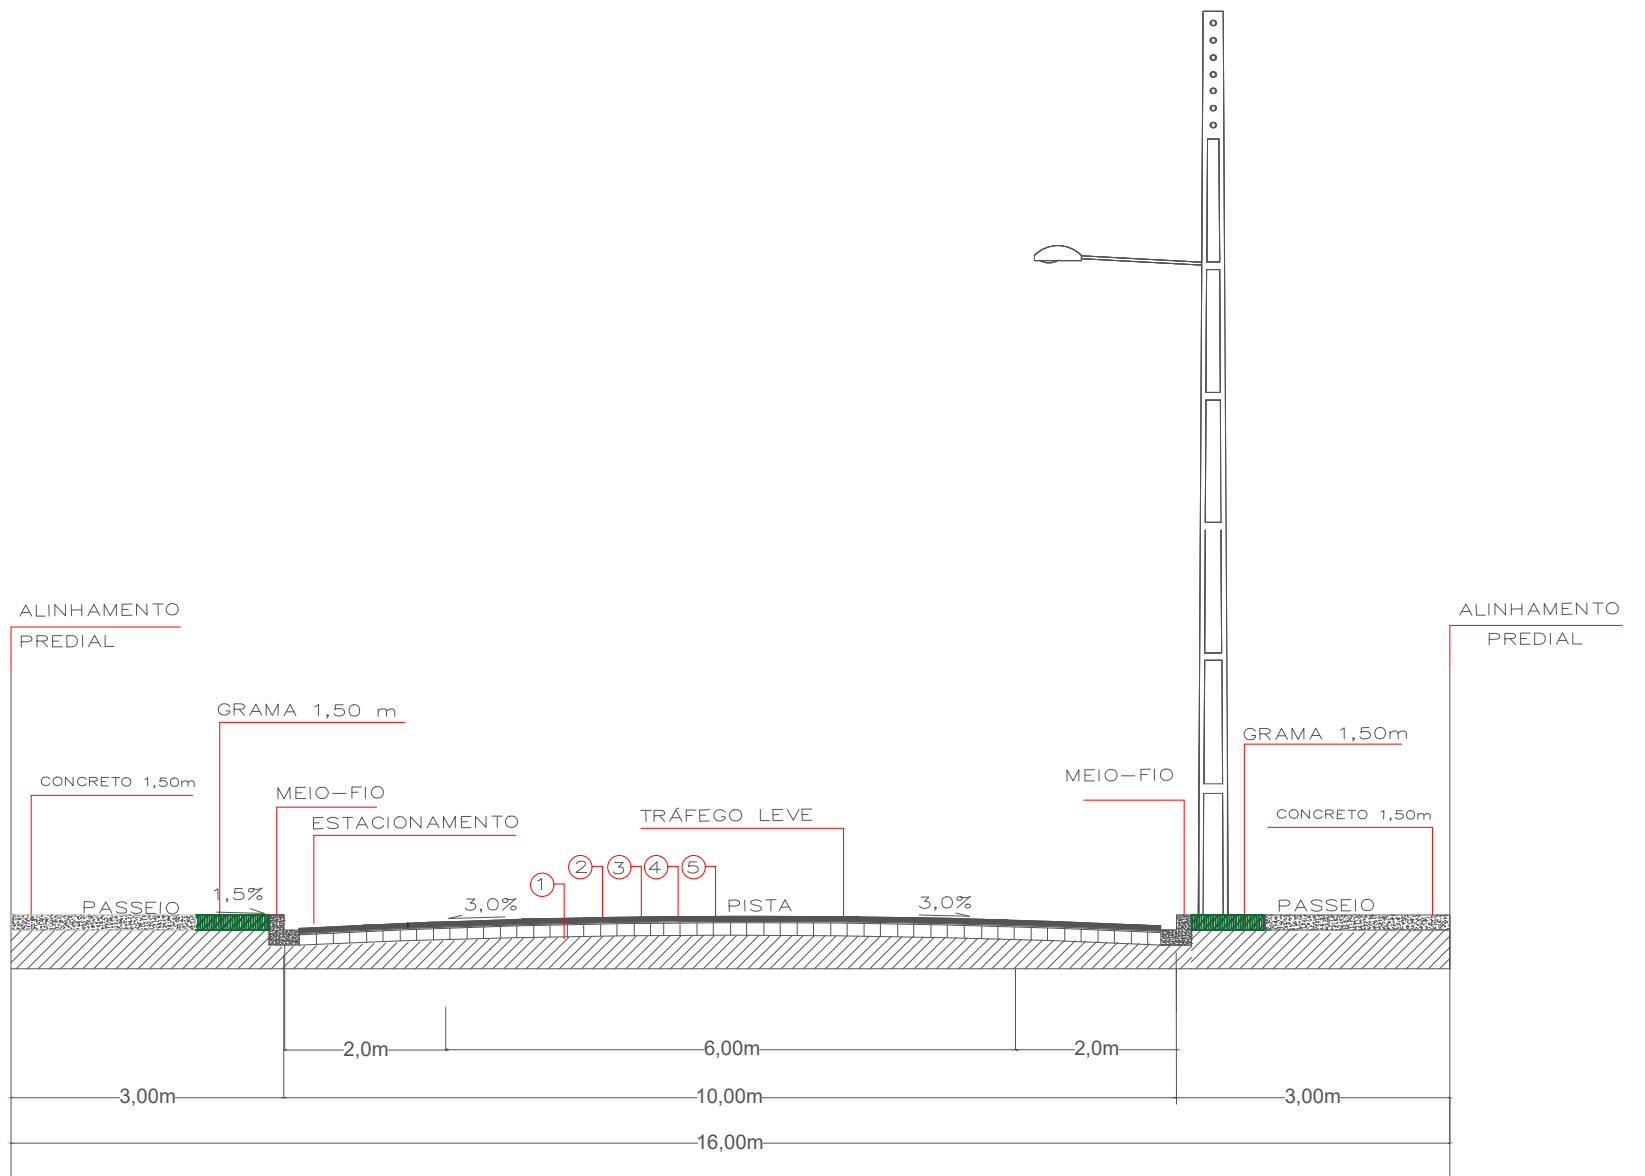 ALINHAMENTO
PREDIAL
ALINHAMENTO
PREDIAL
GRAMA 1,50 m
GRAMA 1,50m
CONCRETO 1,50m
MEIO-FIO
MEIO-FIO
ESTACIONAMENTO
TRÁFEGO LEVE
CONCRETO 1,50m
1
2
3
4
5
PASSEIO
1,5%
3,0%
PISTA
3,0%
PASSEIO
2,0m
6,00m
2,0m
3,00m
10,00m
3,00m
16,00m